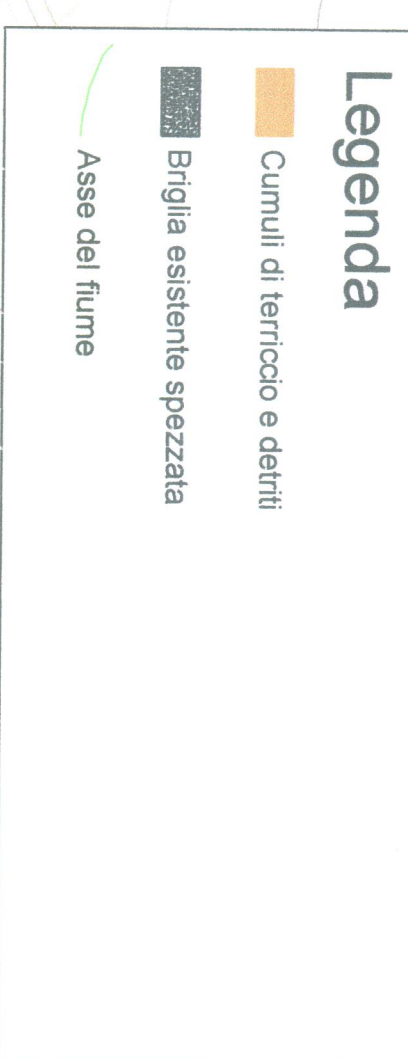 Legenda
Cumuli di terriccio e detriti
Briglia esistente spezzata
Asse del fiume